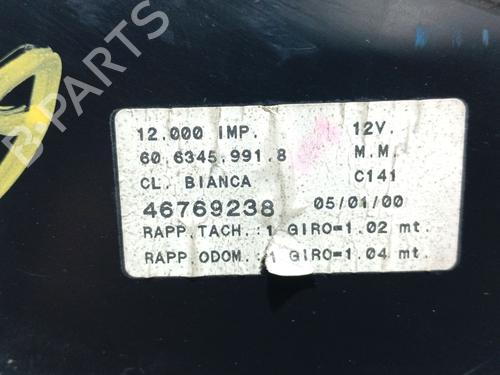 B-PARTS
12.000 IMP. 12V.
60.6345.991.8 M.M.
CL. BIANCA C141
46769238 05/01/00
RAPP.TACH.:1 GIRO=1.02 mt.
RAPP.ODOM.:1 GIRO=1.04 mt.